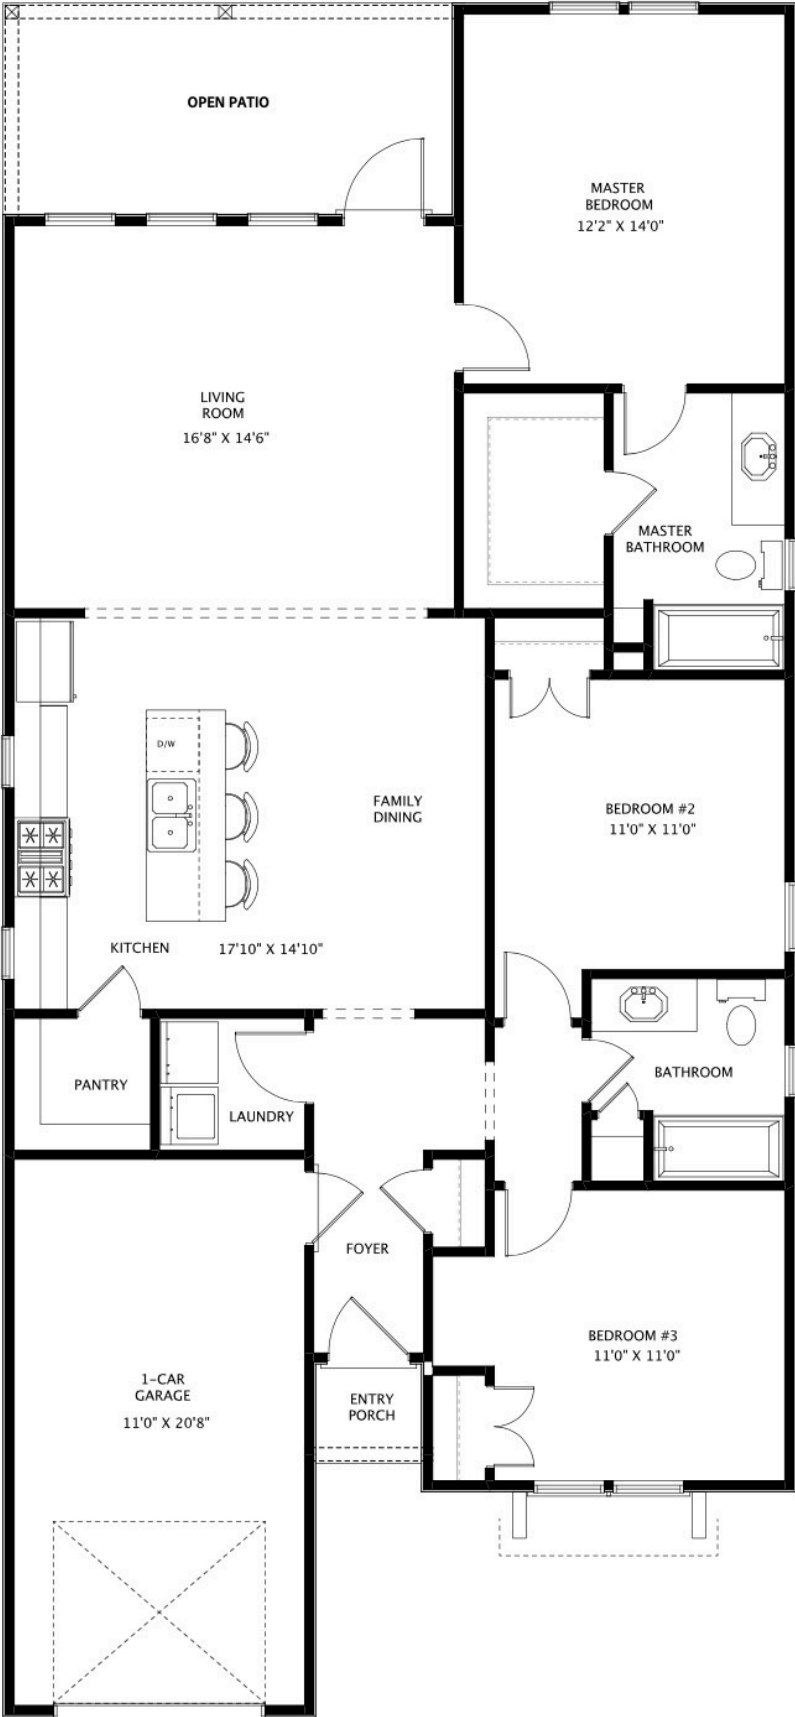 OPEN PATIO
MASTER
BEDROOM
12'2" X 14'0"
LIVING
ROOM
16'8" X 14'6"
MASTER
BATHROOM
D/W
FAMILY
DINING
BEDROOM #2
11'0" X 11'0"
KITCHEN
17'10" X 14'10"
PANTRY
LAUNDRY
BATHROOM
FOYER
BEDROOM #3
11'0" X 11'0"
1-CAR
GARAGE
11'0" X 20'8"
ENTRY
PORCH